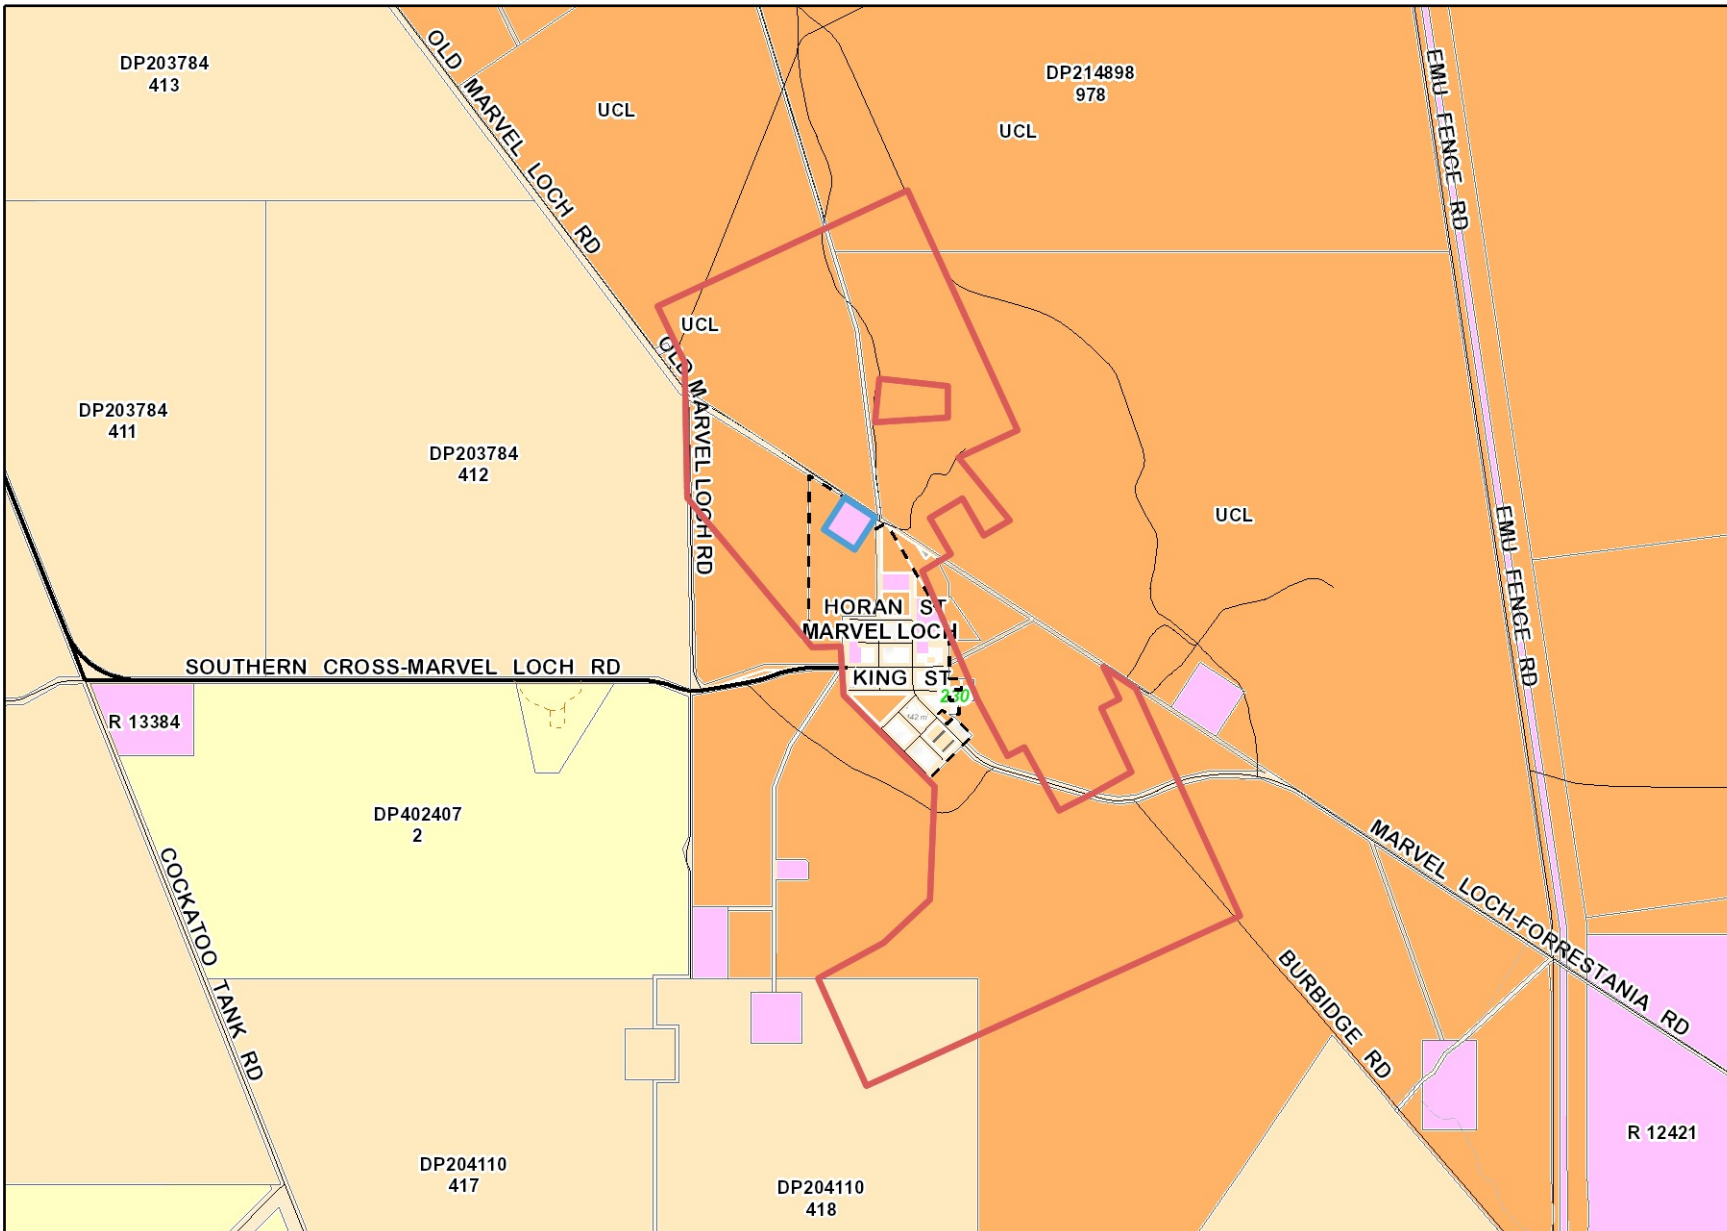 DP203784
413
OLD MARVEL LOCH RD
UCL
DP214898
978
UCL
EMU FENCE RD
UCL
OLD MARVEL LOCH RD
DP203784
411
DP203784
412
UCL
EMU FENCE RD
HORAN ST
MARVEL LOCH
SOUTHERN CROSS-MARVEL LOCH RD
KING ST
230
R 13384
DP402407
2
COCKATOO TANK RD
MARVEL LOCH-FORRESTANIA RD
BURBIDGE RD
R 12421
DP204110
417
DP204110
418